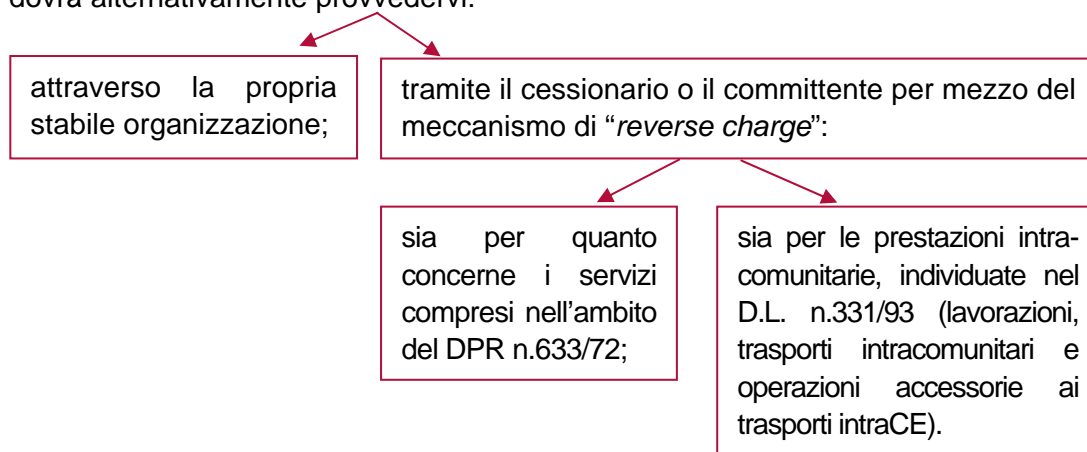 dovrà alternativamente provvedervi:
attraverso la propria
stabile organizzazione;
tramite il cessionario o il committente per mezzo del
meccanismo di “reverse charge”:
sia per quanto
concerne i servizi
compresi nell’ambito
del DPR n.633/72;
sia per le prestazioni intra-
comunitarie, individuate nel
D.L. n.331/93 (lavorazioni,
trasporti intracomunitari e
operazioni accessorie ai
trasporti intraCE).